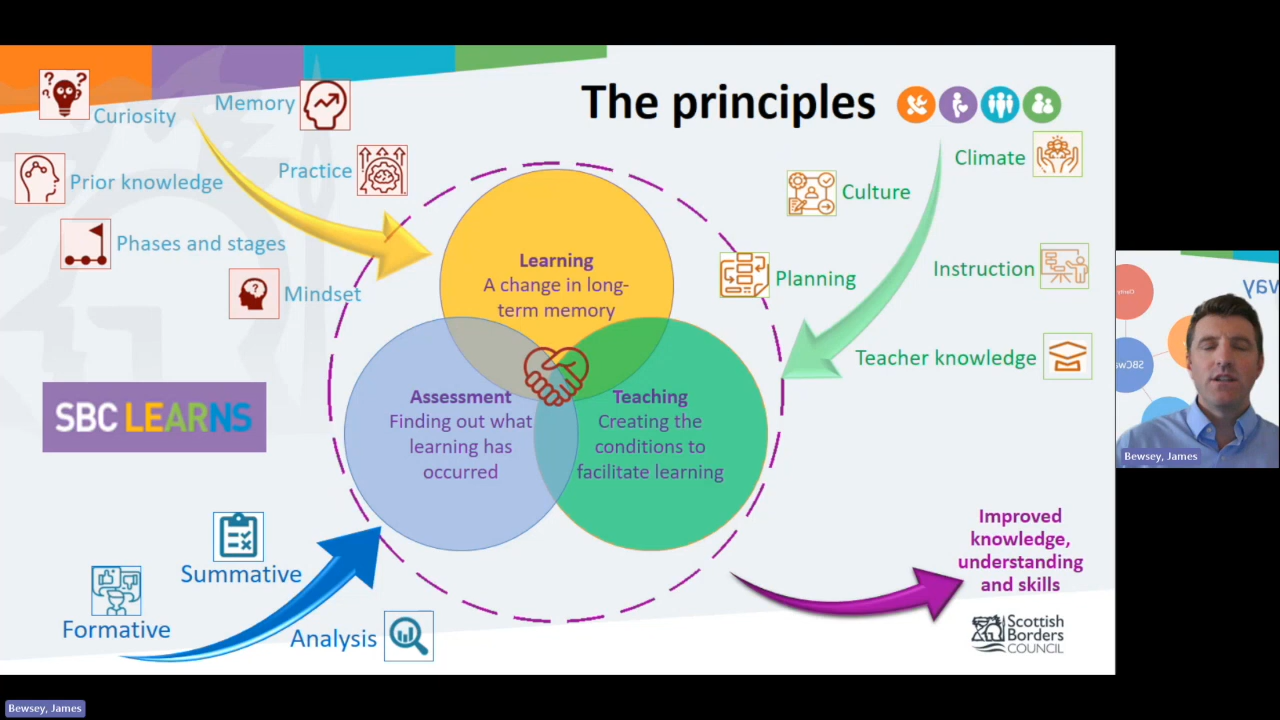 The principles
Curiosity
Memory
Prior knowledge
Practice
Phases and stages
Mindset
Climate
Culture
Instruction
Planning
Teacher knowledge
Learning
A change in long-
term memory
Assessment
Finding out what
learning has
occurred
Teaching
Creating the
conditions to
facilitate learning
SBC LEARNS
Summative
Formative
Analysis
Improved
knowledge,
understanding
and skills
Scottish
Borders
COUNCIL
Bewsey, James
Bewsey, James